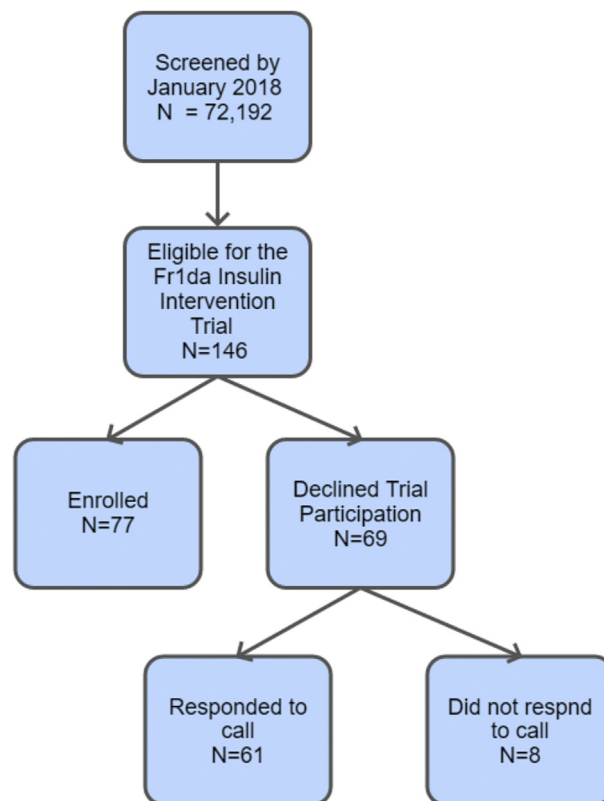 Screened by
January 2018
N = 72,192
Eligible for the
Fr1da Insulin
Intervention
Trial
N=146
Enrolled
N=77
Declined Trial
Participation
N=69
Responded to
call
N=61
Did not respnd
to call
N=8